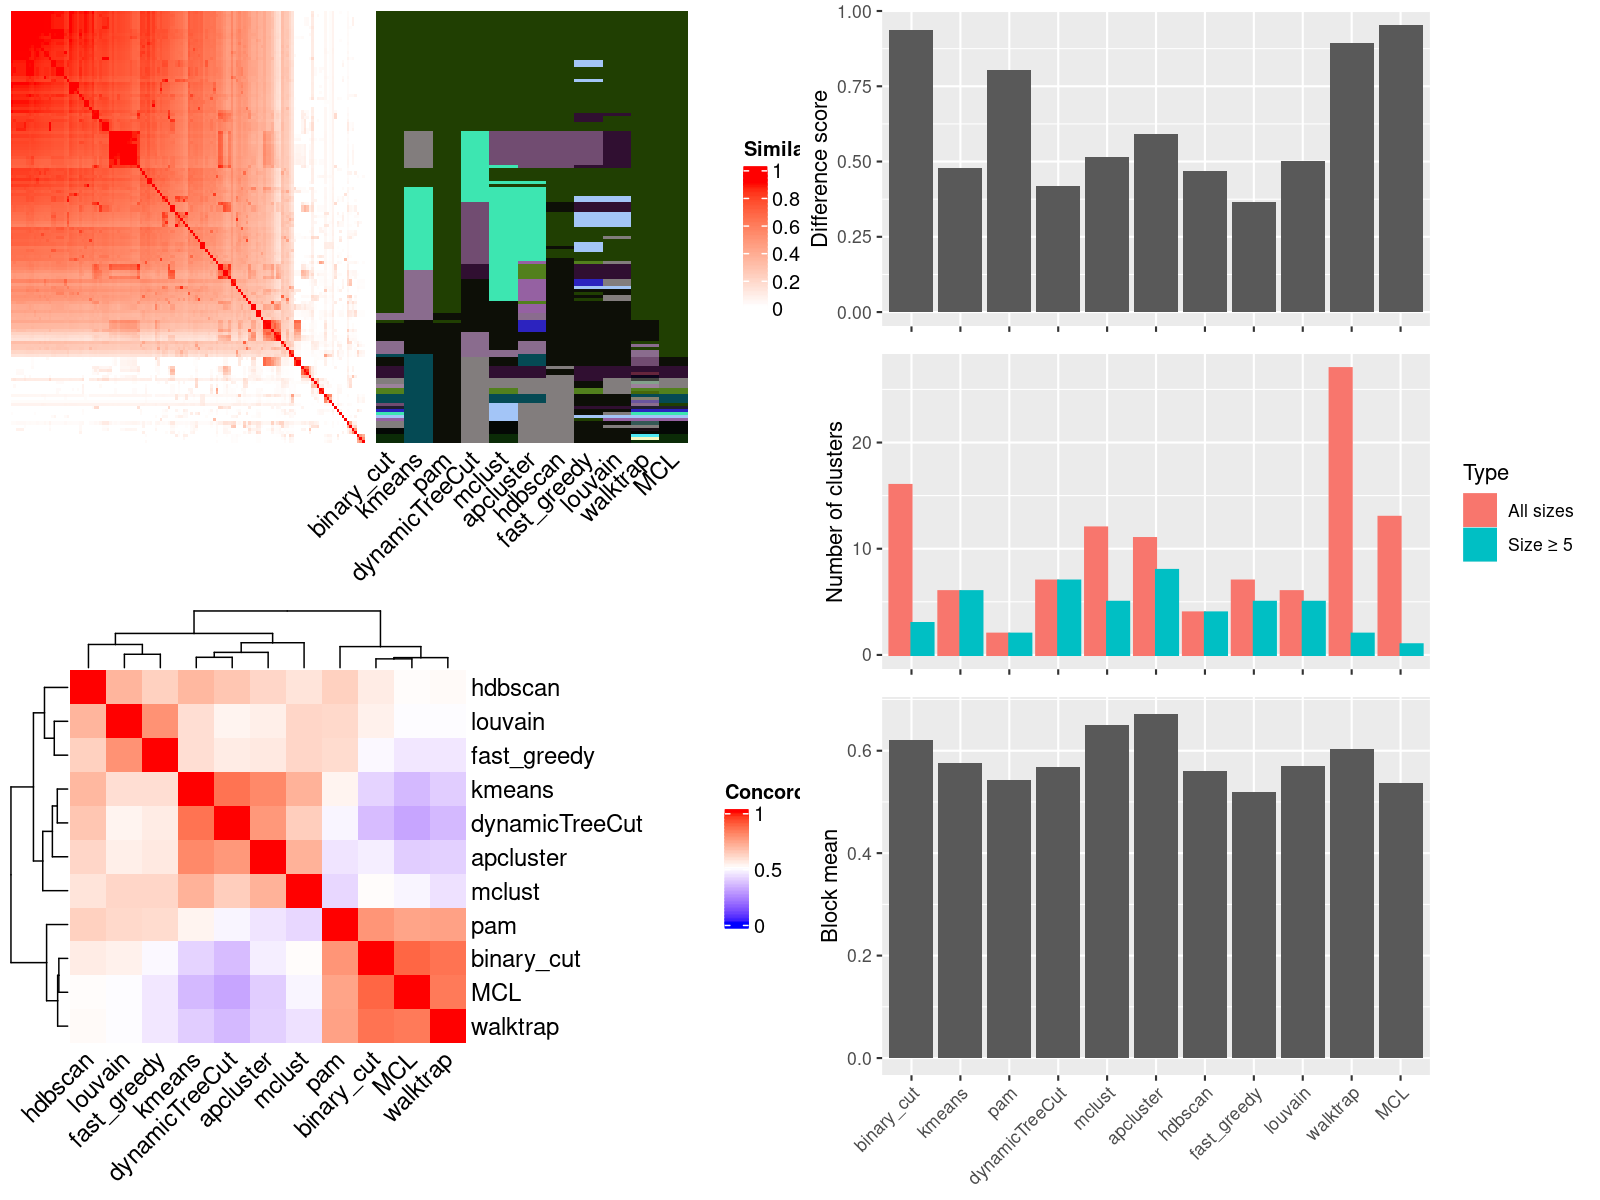 Simila
1
0.8
0.6
0.4
0.2
0
binary_cut
kmeans
pam
dynamicTreeCut
mclust
apcluster
hdbscan
fast_greedy
louvain
walktrap
MCL
hdbscan
louvain
fast_greedy
kmeans
dynamicTreeCut
apcluster
mclust
pam
binary_cut
MCL
walktrap
hdbscan
louvain
fast_greedy
kmeans
dynamicTreeCut
apcluster
mclust
pam
binary_cut
MCL
walktrap
Concord
1
0.5
0
Difference score
1.00
0.75
0.50
0.25
0.00
Number of clusters
20
10
0
Type
All sizes
Size ≥ 5
Block mean
0.6
0.4
0.2
0.0
binary_cut
kmeans
pam
dynamicTreeCut
mclust
apcluster
hdbscan
fast_greedy
louvain
walktrap
MCL